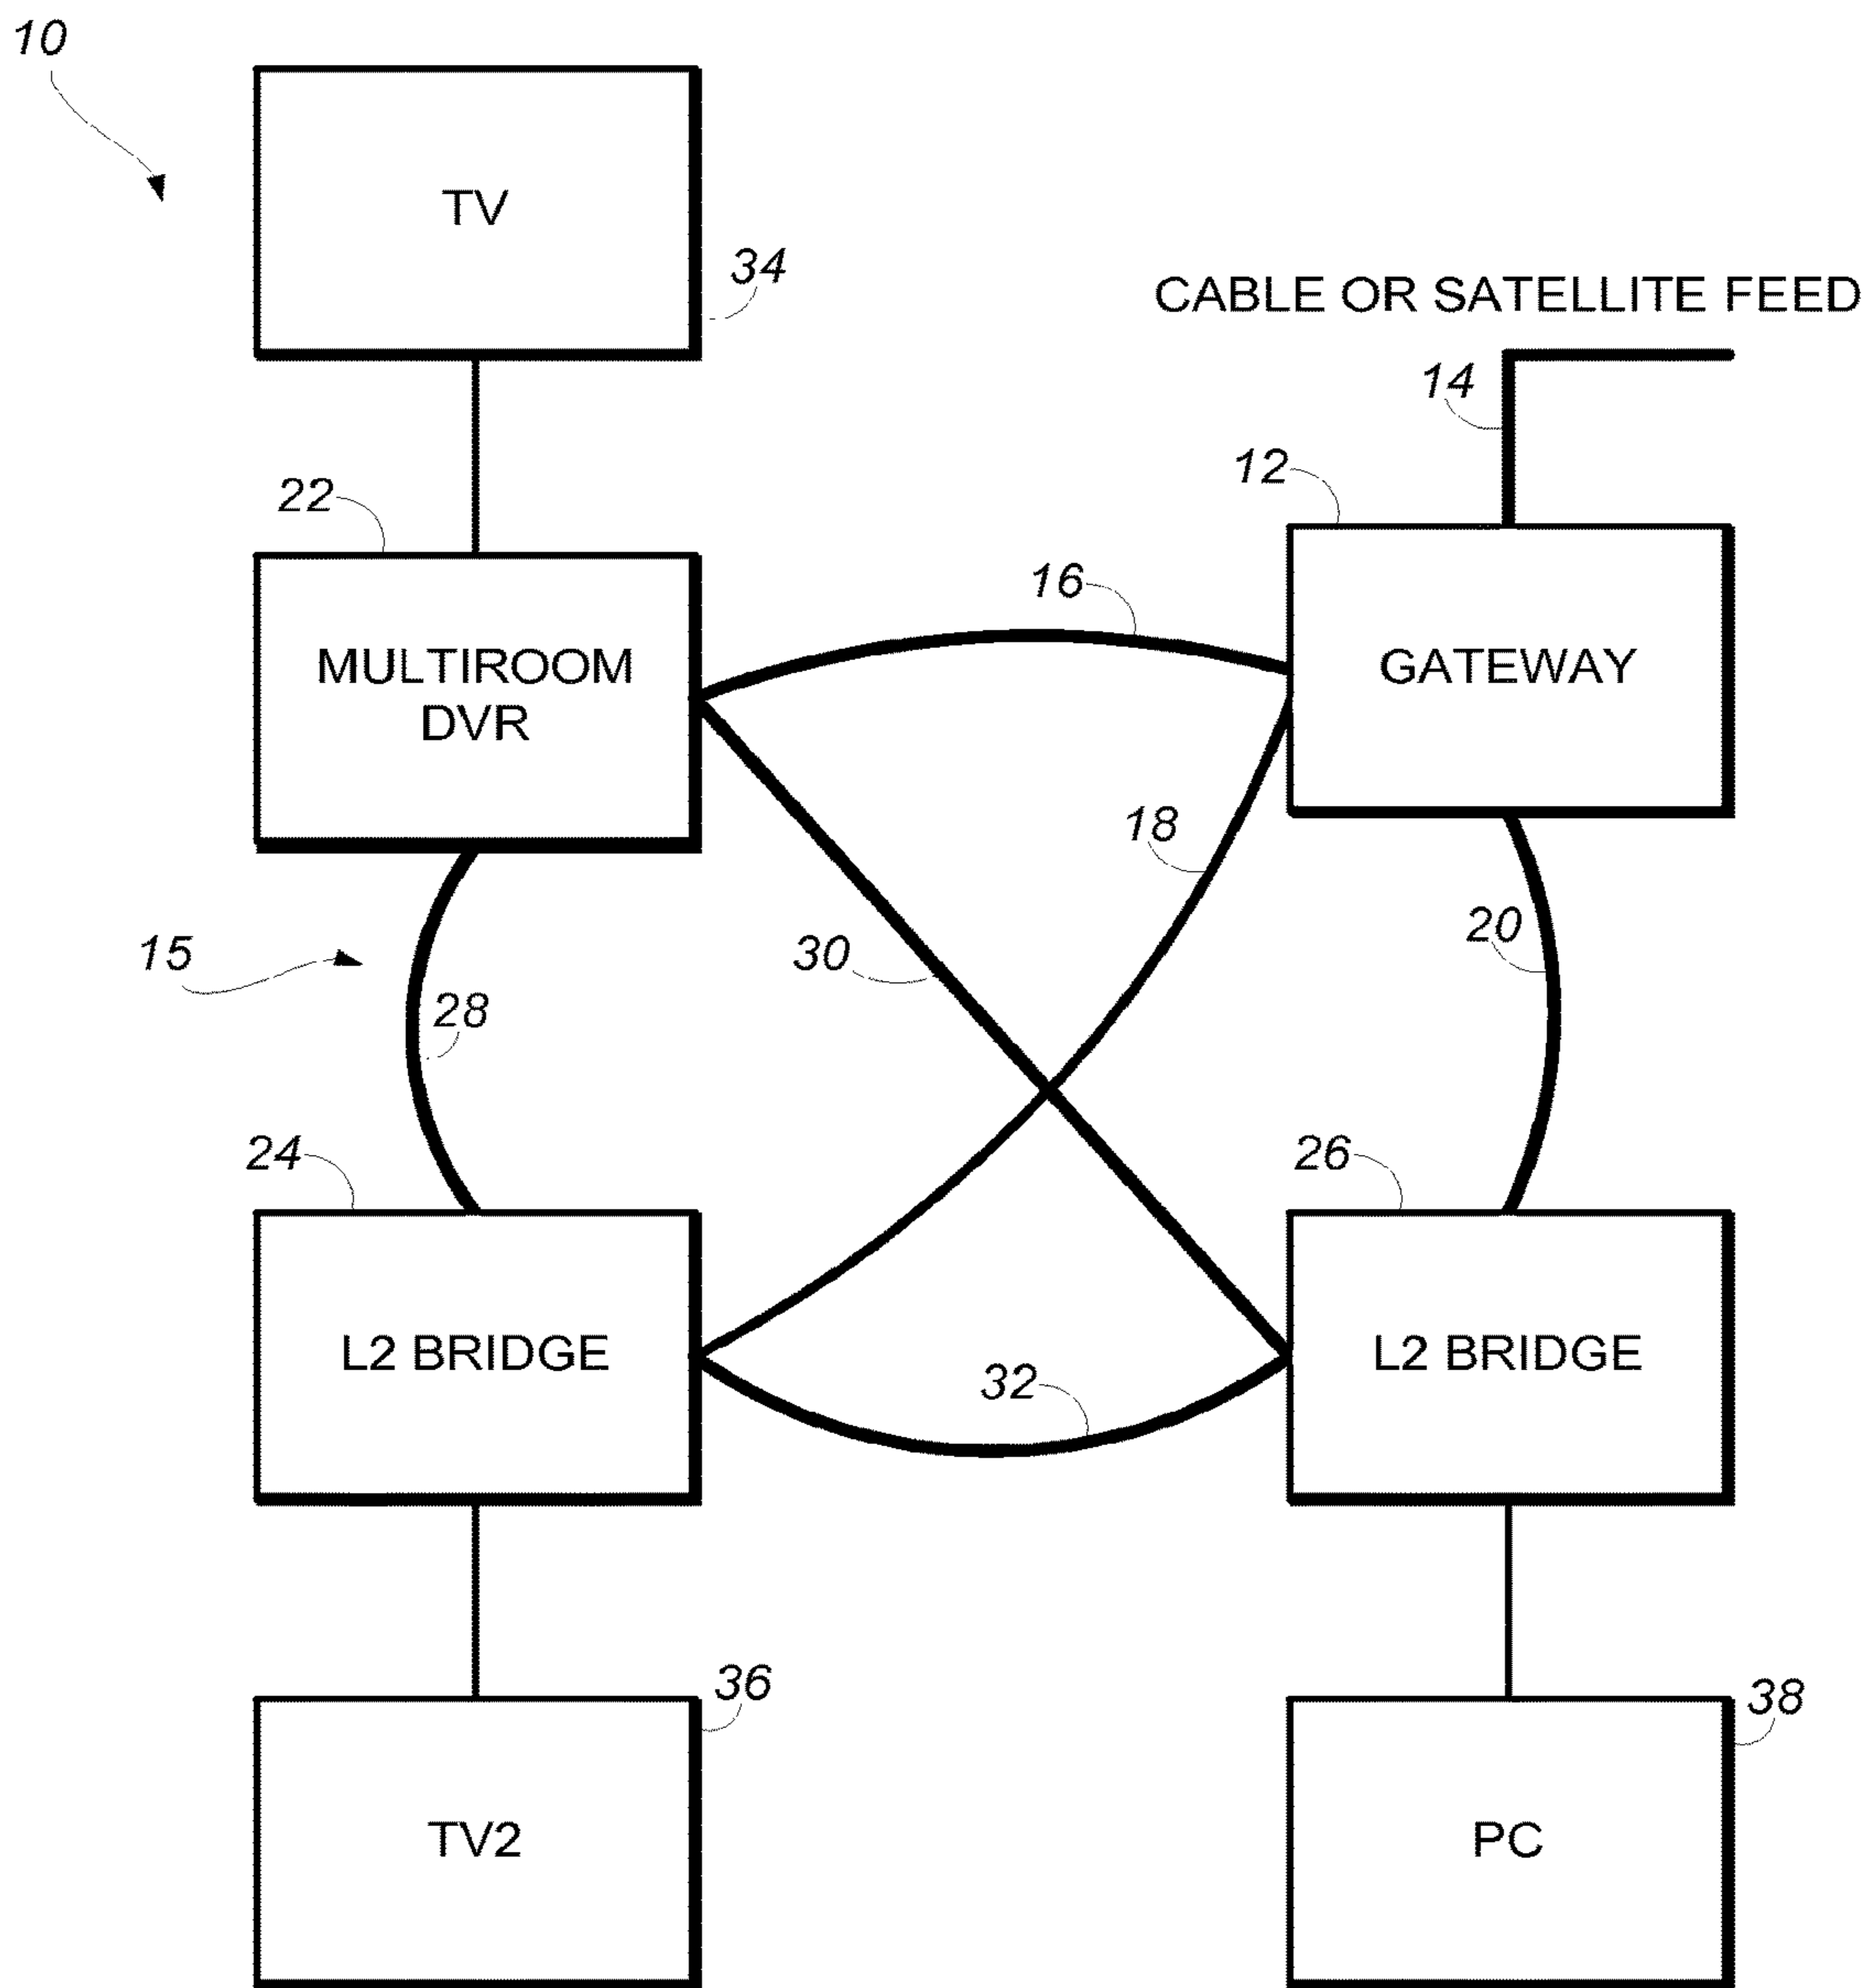 10
TV
34
CABLE OR SATELLITE FEED
14
12
22
16
MULTIROOM
DVR
GATEWAY
18
15
30
20
28
24
26
L2 BRIDGE
L2 BRIDGE
32
36
38
TV2
PC